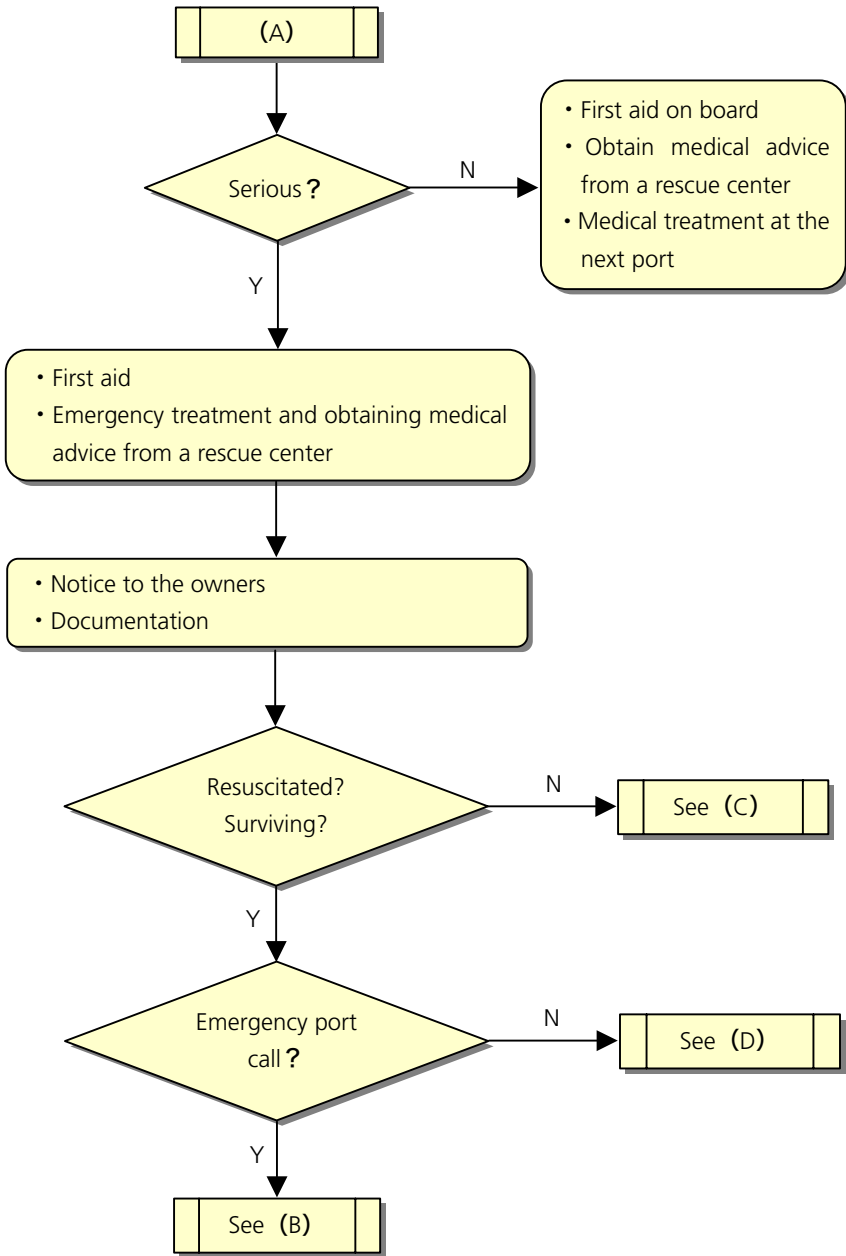 (A)
・First aid on board
・Obtain medical advice
from a rescue center
・Medical treatment at the
next port
Serious?
N
Y
・First aid
・Emergency treatment and obtaining medical
advice from a rescue center
・Notice to the owners
・Documentation
Resuscitated?
Surviving?
N
See (C)
Y
Emergency port
call?
N
See (D)
Y
See (B)